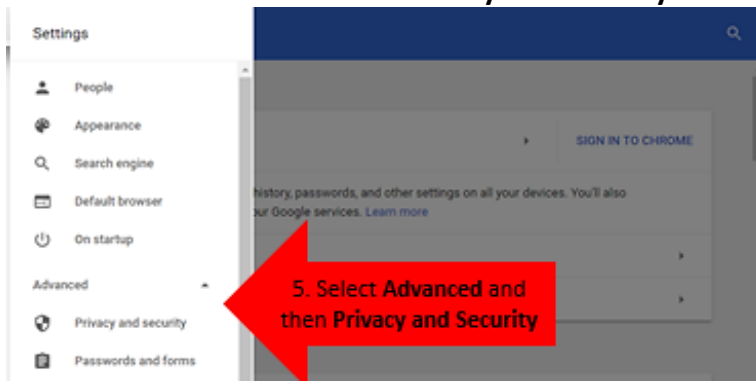 Settings
People
Appearance
SIGN IN TO CHROME
Search engine
history, passwords, and other settings on all your devices. You'll also
Default browser
our Google services. Learn more
On startup
Advanced
5. Select Advanced and
then Privacy and Security
Privacy and security
Passwords and forms